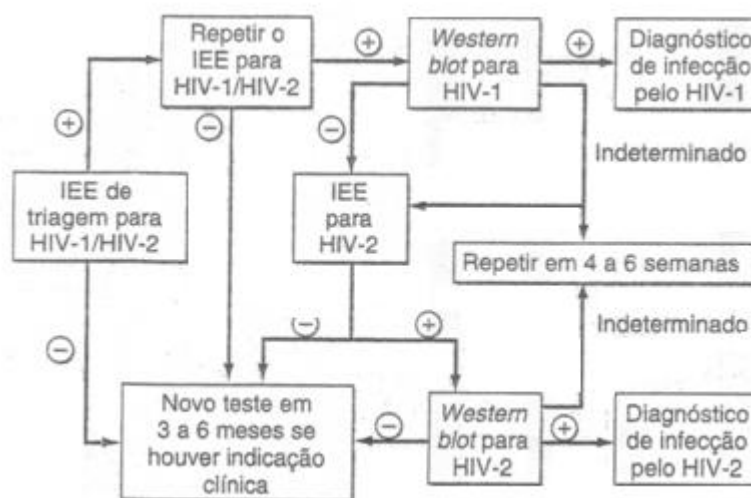 Repetir o
IEE para
HIV-1/HIV-2
+
Western
blot para
HIV-1
+
Diagnóstico
de infecção
pelo HIV-1
+
−
−
Indeterminado
IEE de
triagem para
HIV-1/HIV-2
IEE
para
HIV-2
Repetir em 4 a 6 semanas
−
−
+
Indeterminado
Novo teste em
3 a 6 meses se
houver indicação
clínica
−
Western
blot para
HIV-2
+
Diagnóstico
de infecção
pelo HIV-2